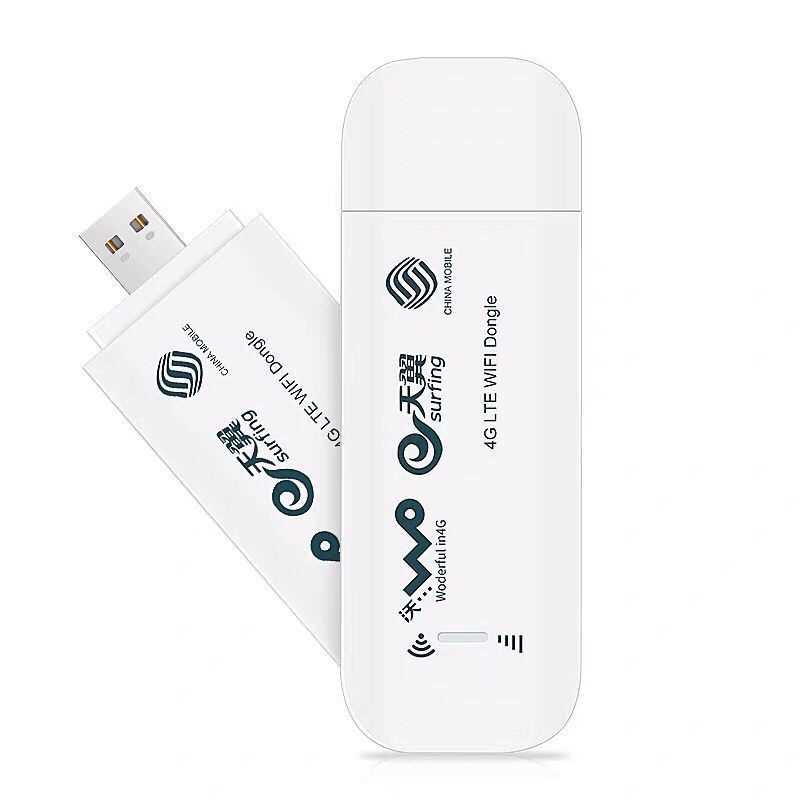 CHINA MOBILE
天翼
surfing
4G LTE WIFI Dongle
沃...
Woderful in4G
CHINA MOBILE
天翼
surfing
4G LTE WIFI Dongle